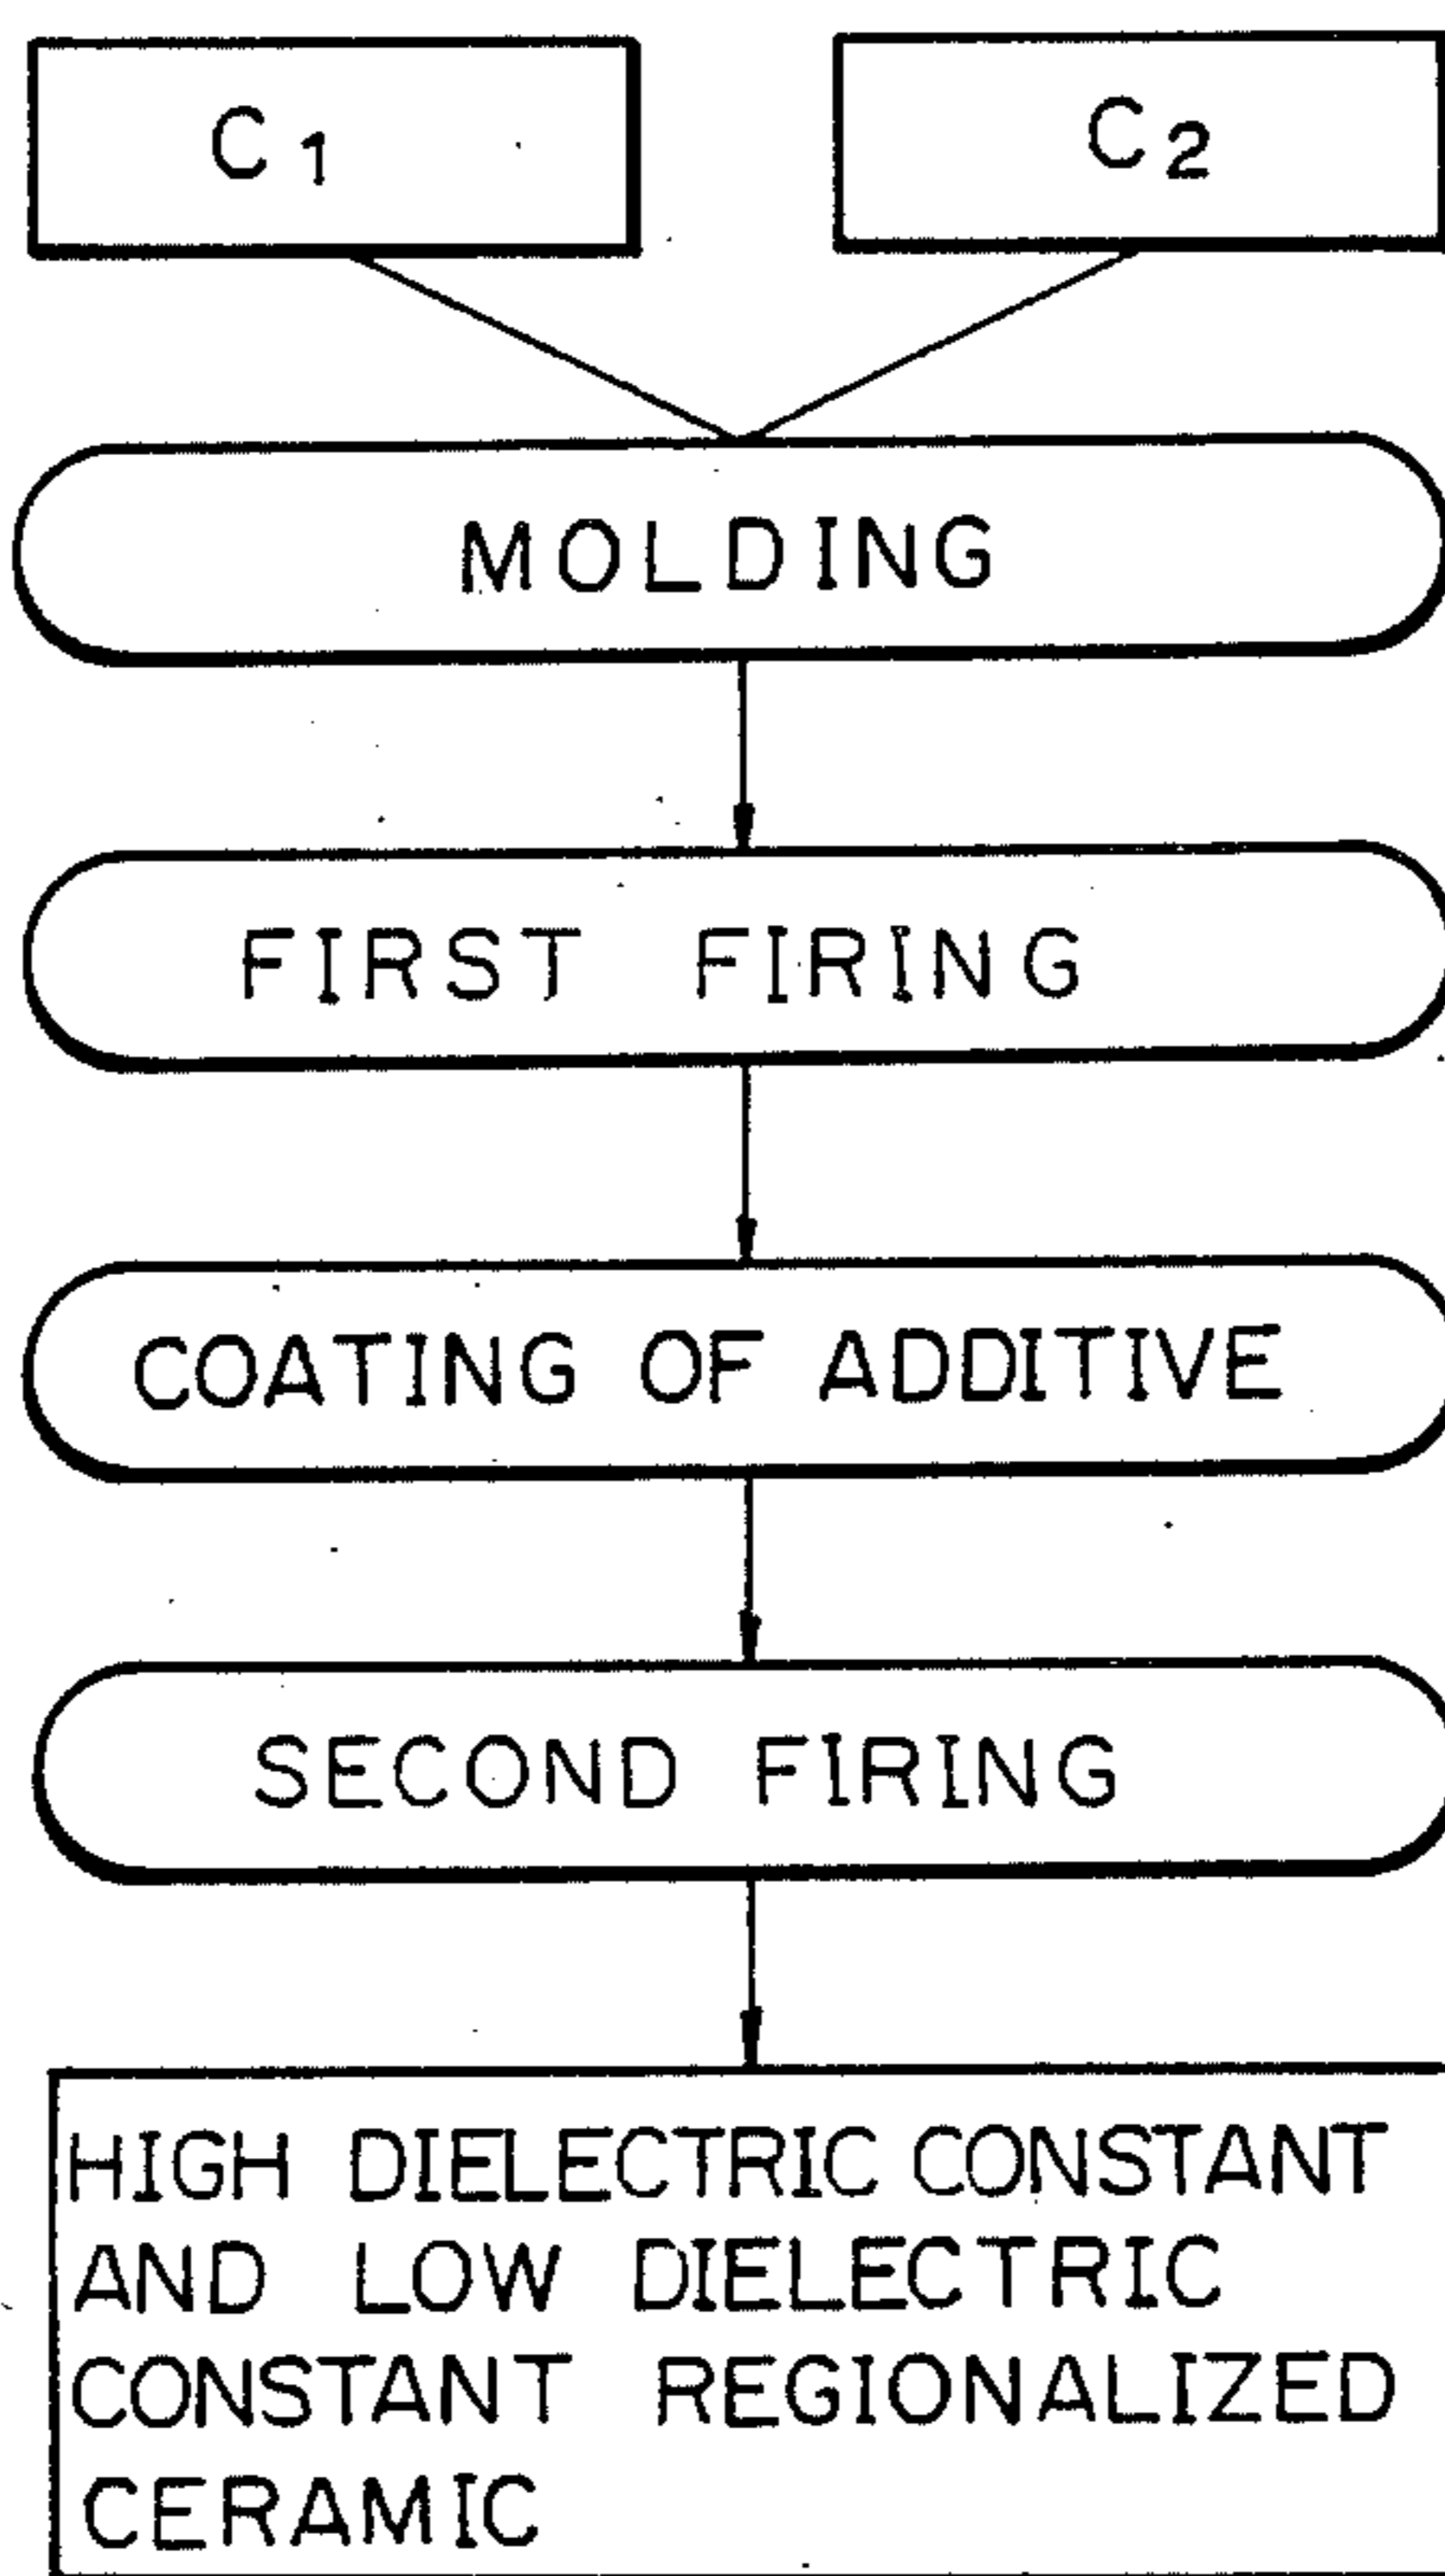 C1
C2
MOLDING
FIRST FIRING
COATING OF ADDITIVE
SECOND FIRING
HIGH DIELECTRIC CONSTANT
AND LOW DIELECTRIC
CONSTANT REGIONALIZED
CERAMIC